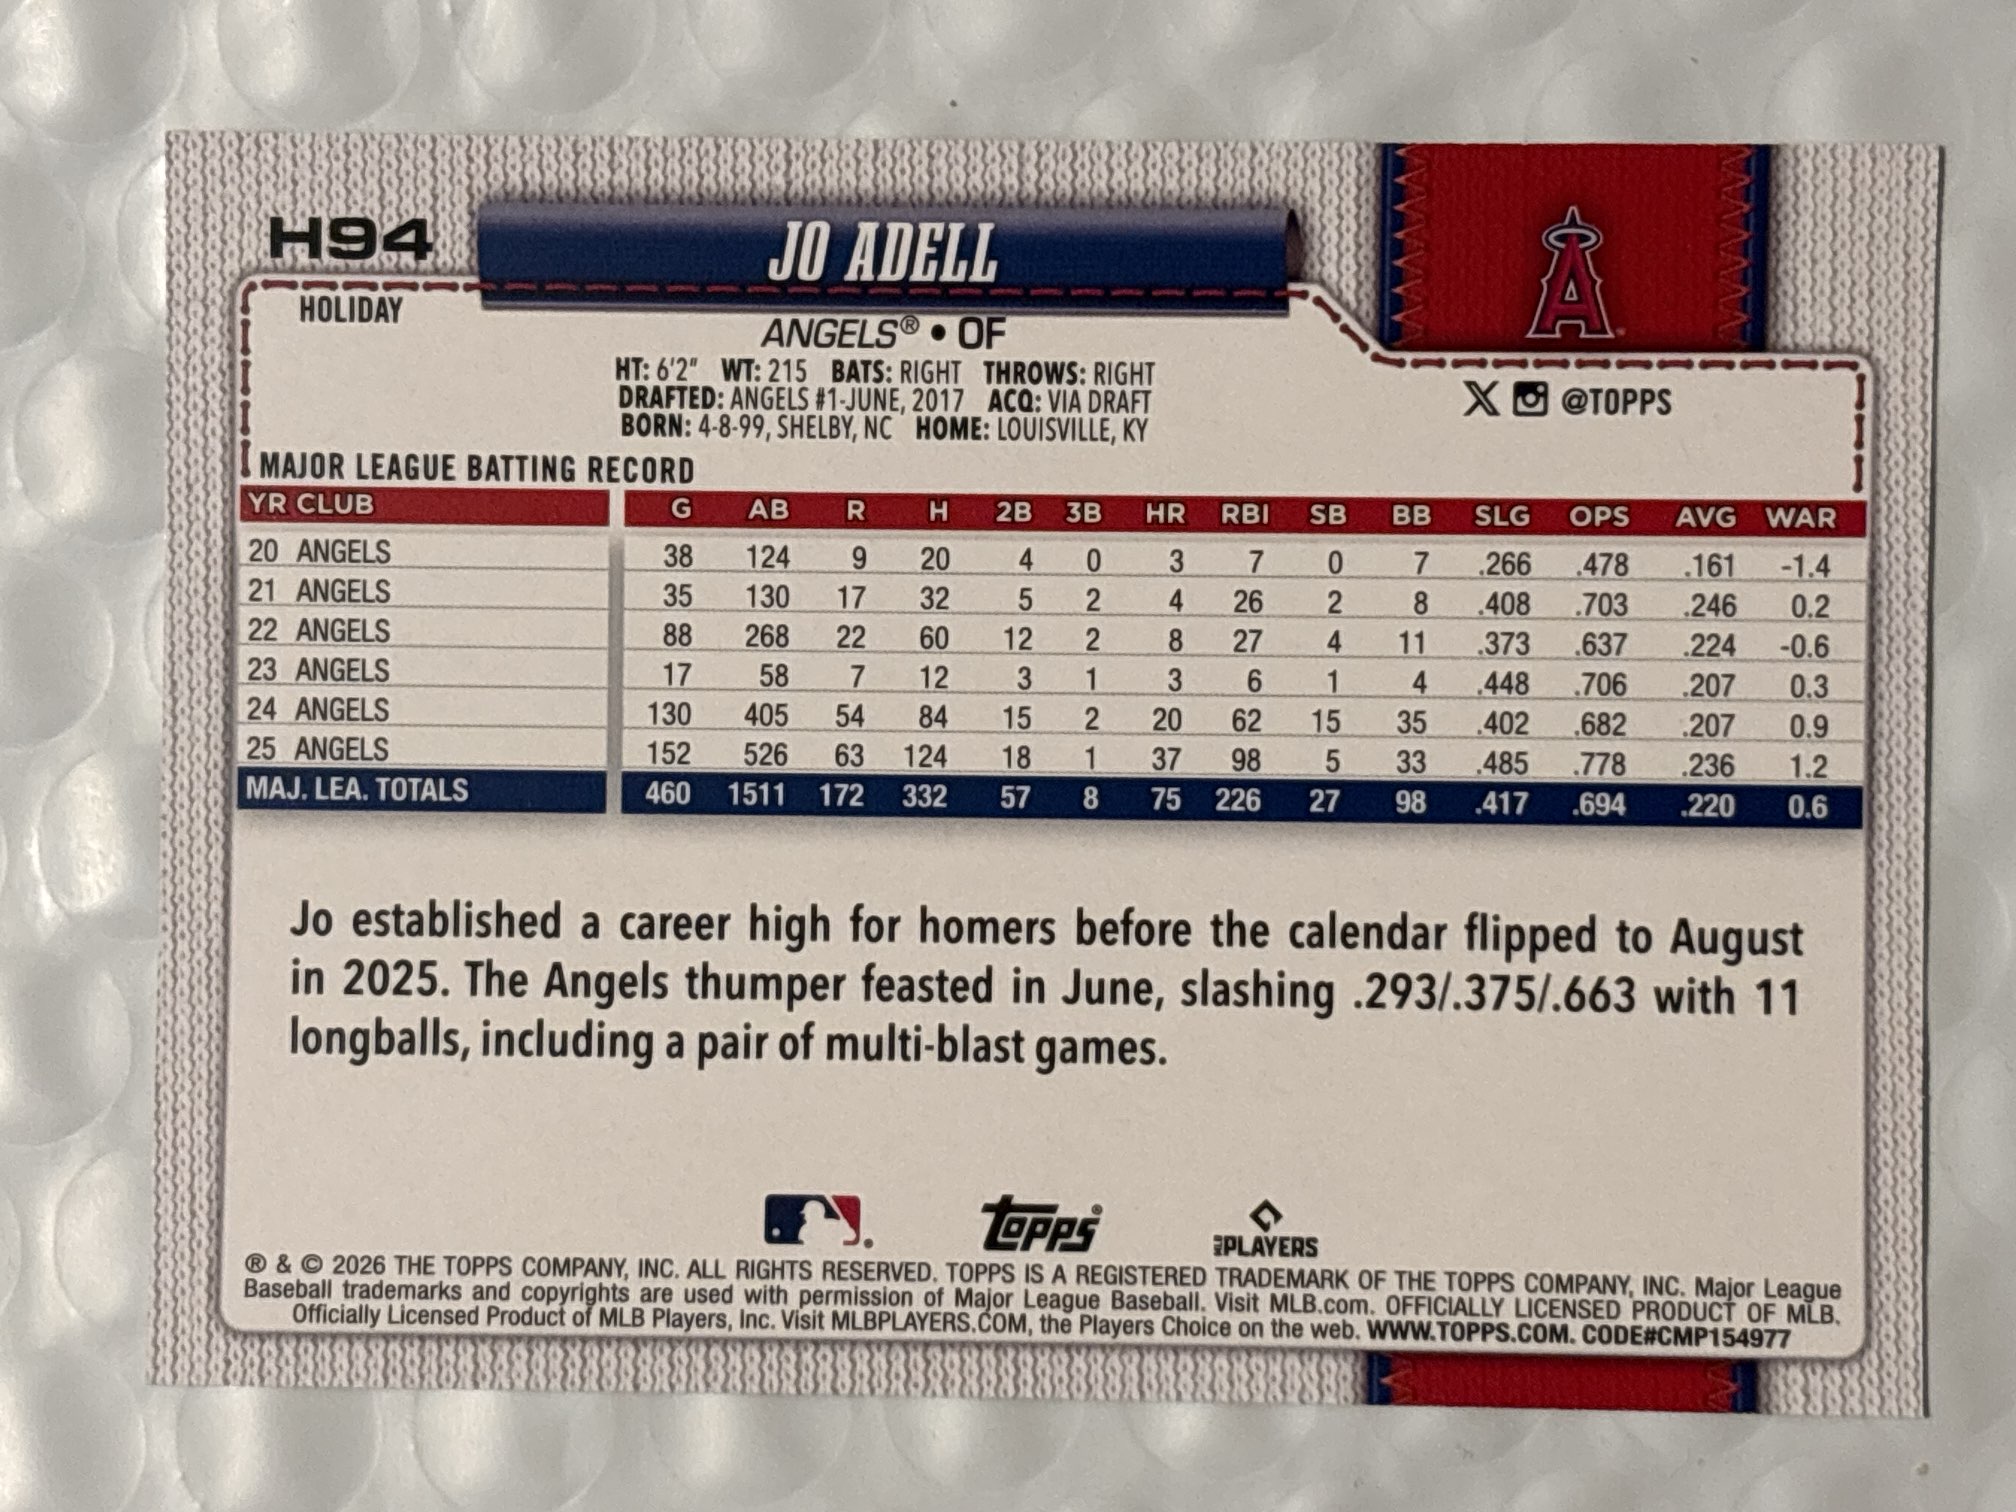 H94
JO ADELL
A
HOLIDAY
ANGELS® • OF
HT: 6'2" WT: 215 BATS: RIGHT THROWS: RIGHT
DRAFTED: ANGELS #1-JUNE, 2017 ACQ: VIA DRAFT
BORN: 4-8-99, SHELBY, NC HOME: LOUISVILLE, KY
X @TOPPS
MAJOR LEAGUE BATTING RECORD
YR CLUB G AB R H 2B 3B HR RBI SB BB SLG OPS AVG WAR
20 ANGELS 38 124 9 20 4 0 3 7 0 7 .266 .478 .161 -1.4
21 ANGELS 35 130 17 32 5 2 4 26 2 8 .408 .703 .246 0.2
22 ANGELS 88 268 22 60 12 2 8 27 4 11 .373 .637 .224 -0.6
23 ANGELS 17 58 7 12 3 1 3 6 1 4 .448 .706 .207 0.3
24 ANGELS 130 405 54 84 15 2 20 62 15 35 .402 .682 .207 0.9
25 ANGELS 152 526 63 124 18 1 37 98 5 33 .485 .778 .236 1.2
MAJ. LEA. TOTALS 460 1511 172 332 57 8 75 226 27 98 .417 .694 .220 0.6
Jo established a career high for homers before the calendar flipped to August
in 2025. The Angels thumper feasted in June, slashing .293/.375/.663 with 11
longballs, including a pair of multi-blast games.
Topps®
MLB PLAYERS
® & © 2026 THE TOPPS COMPANY, INC. ALL RIGHTS RESERVED. TOPPS IS A REGISTERED TRADEMARK OF THE TOPPS COMPANY, INC. Major League
Baseball trademarks and copyrights are used with permission of Major League Baseball. Visit MLB.com. OFFICIALLY LICENSED PRODUCT OF MLB.
Officially Licensed Product of MLB Players, Inc. Visit MLBPLAYERS.COM, the Players Choice on the web. WWW.TOPPS.COM. CODE#CMP154977